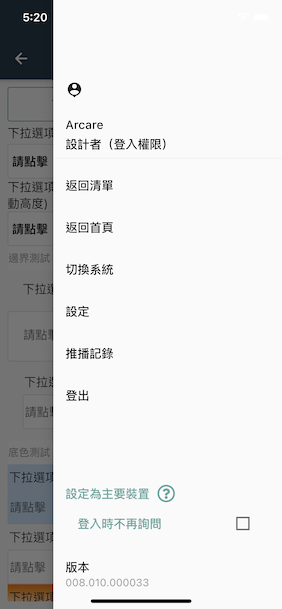 5:20
Arcare
設計者（登入權限）
返回清單
返回首頁
切換系統
設定
推播記錄
登出
設定為主要裝置 ?
登入時不再詢問
版本
008.010.000033
下拉選項
請點擊
下拉選項
動高度)
請點擊
邊界測試
下拉選
請點擊
下拉選
請點
底色測試
下拉選項
請點擊
下拉選項
請點擊
下拉選項